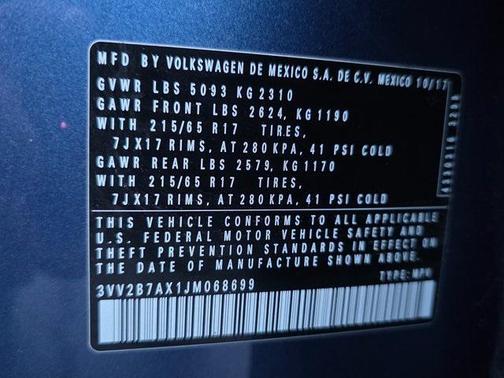 MFD BY VOLKSWAGEN DE MEXICO S.A. DE C.V. MEXICO 10/17
GVWR LBS 5093 KG 2310
GAWR FRONT LBS 2624, KG 1190
WITH 215/65 R17 TIRES,
7JX17 RIMS, AT 280 KPA, 41 PSI COLD
GAWR REAR LBS 2579, KG 1170
WITH 215/65 R17 TIRES,
7JX17 RIMS, AT 280 KPA, 41 PSI COLD
THIS VEHICLE CONFORMS TO ALL APPLICABLE
U.S. FEDERAL MOTOR VEHICLE SAFETY AND
THEFT PREVENTION STANDARDS IN EFFECT ON
THE DATE OF MANUFACTURE SHOWN ABOVE.
3VV2B7AX1JM068699
TYPE: MPV